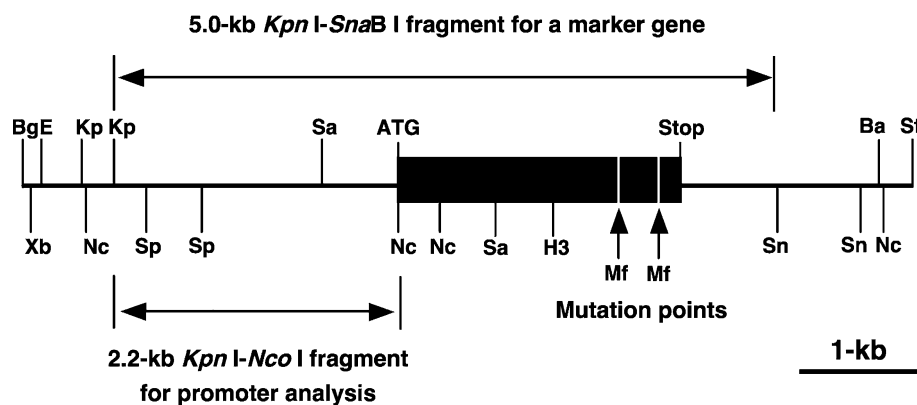 5.0-kb Kpn I-SnaB I fragment for a marker gene
BgE Kp Kp Sa ATG Stop Ba Sf
Xb Nc Sp Sp Nc Nc Sa H3 Mf Mf Sn Sn Nc
Mutation points
2.2-kb Kpn I-Nco I fragment
for promoter analysis
1-kb